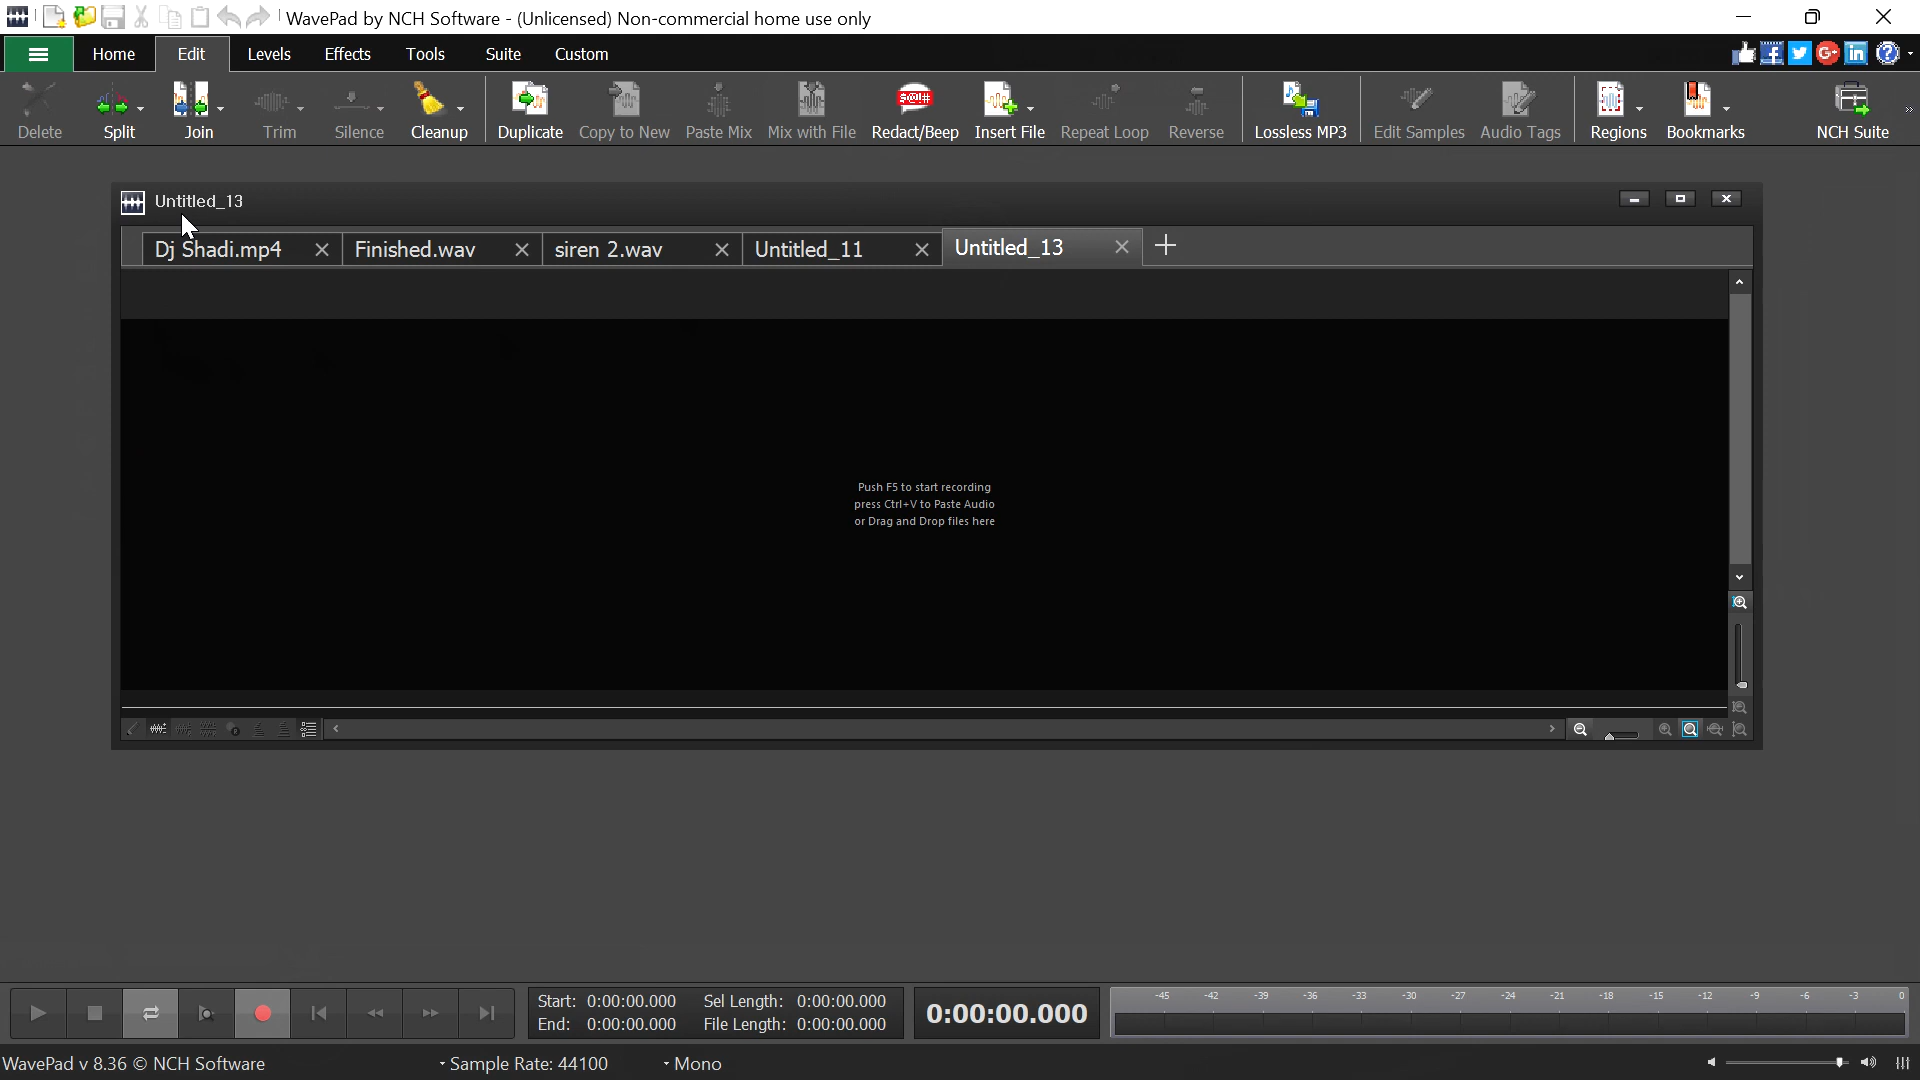 WavePad by NCH Software - (Unlicensed) Non-commercial home use only
Home Edit Levels Effects Tools Suite Custom
Delete Split Join Trim Silence Cleanup Duplicate Copy to New Paste Mix Mix with File Redact/Beep Insert File Repeat Loop Reverse Lossless MP3 Edit Samples Audio Tags Regions Bookmarks NCH Suite
Untitled_13
Dj Shadi.mp4 Finished.wav siren 2.wav Untitled_11 Untitled_13
Push F5 to start recording
press Ctrl+V to Paste Audio
or Drag and Drop files here
Start: 0:00:00.000 Sel Length: 0:00:00.000
End: 0:00:00.000 File Length: 0:00:00.000
0:00:00.000
-45 -42 -39 -36 -33 -30 -27 -24 -21 -18 -15 -12 -9 -6 -3 0
WavePad v 8.36 © NCH Software Sample Rate: 44100 Mono